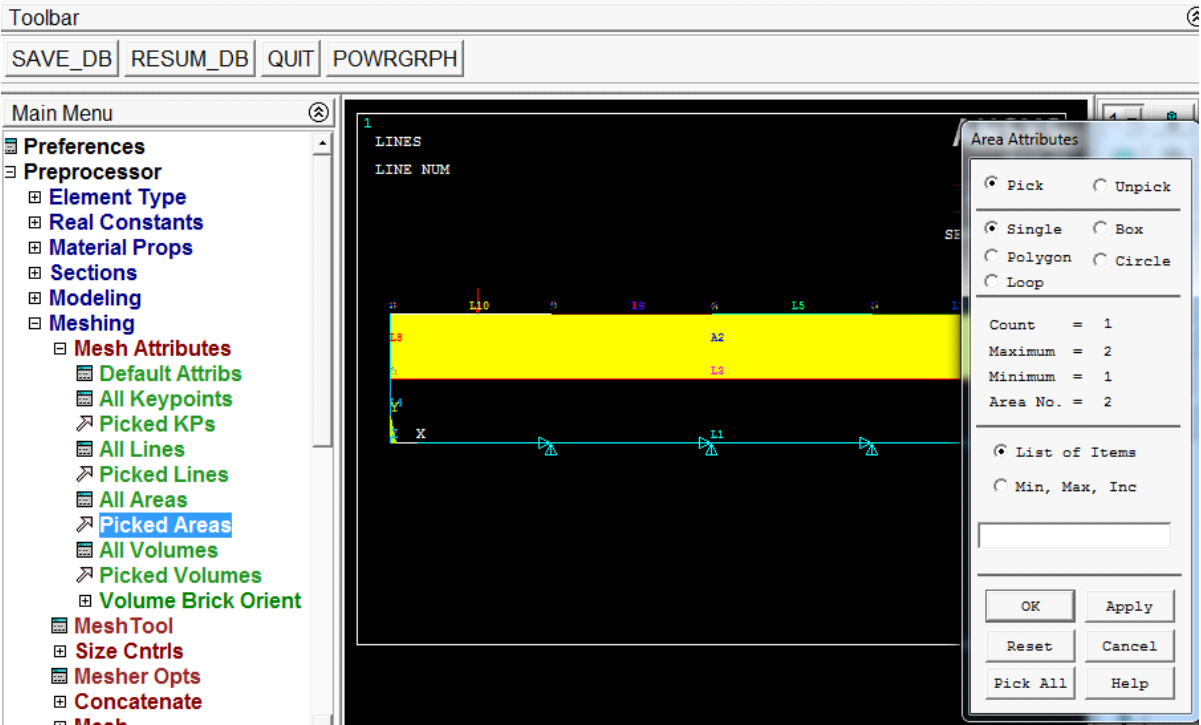 Toolbar
SAVE_DB RESUM_DB QUIT POWRGRPH
Main Menu
Preferences
Preprocessor
Element Type
Real Constants
Material Props
Sections
Modeling
Meshing
Mesh Attributes
Default Attribs
All Keypoints
Picked KPs
All Lines
Picked Lines
All Areas
Picked Areas
All Volumes
Picked Volumes
Volume Brick Orient
MeshTool
Size Cntrls
Mesher Opts
Concatenate
Mesh
1
LINES
LINE NUM
L10
L5
L8
A2
L3
L4
Y
X
L1
Area Attributes
Pick Unpick
Single Box
Polygon Circle
Loop
Count = 1
Maximum = 2
Minimum = 1
Area No. = 2
List of Items
Min, Max, Inc
OK Apply
Reset Cancel
Pick All Help